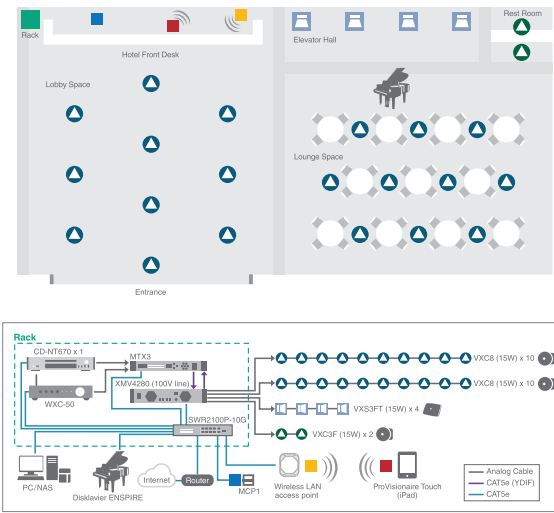 Rest Room
Rack
Elevator Hall
Hotel Front Desk
Lobby Space
Lounge Space
Entrance
Rack
CD-NT670 x 1
MTX3
VXC8 (15W) x 10
XMV4280 (100V line)
VXC8 (15W) x 10
WXC-50
VXS3FT (15W) x 4
SWR2100P-10G
VXC3F (15W) x 2
Internet
Router
PC/NAS
Disklavier ENSPIRE
MCP1
Wireless LAN
access point
ProVisionaire Touch
(iPad)
Analog Cable
CAT5e (YDIF)
CAT5e